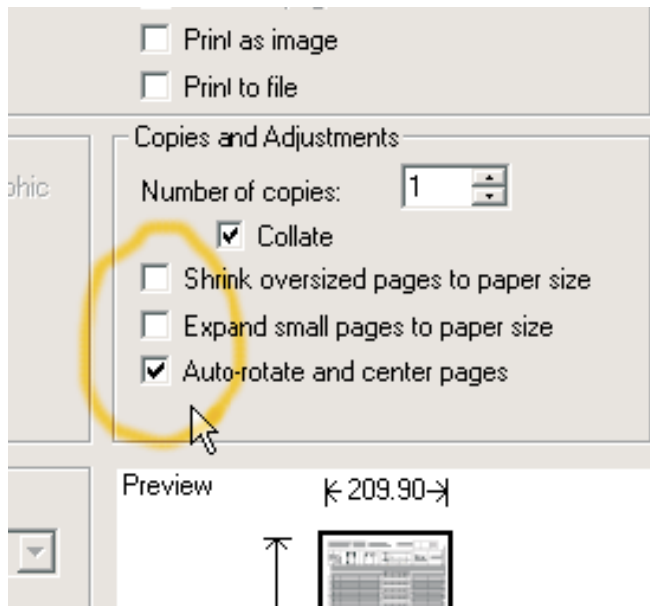 Print as image
Print to file
Copies and Adjustments
phic
Number of copies: 1
Collate
Shrink oversized pages to paper size
Expand small pages to paper size
Auto-rotate and center pages
Preview
209.90